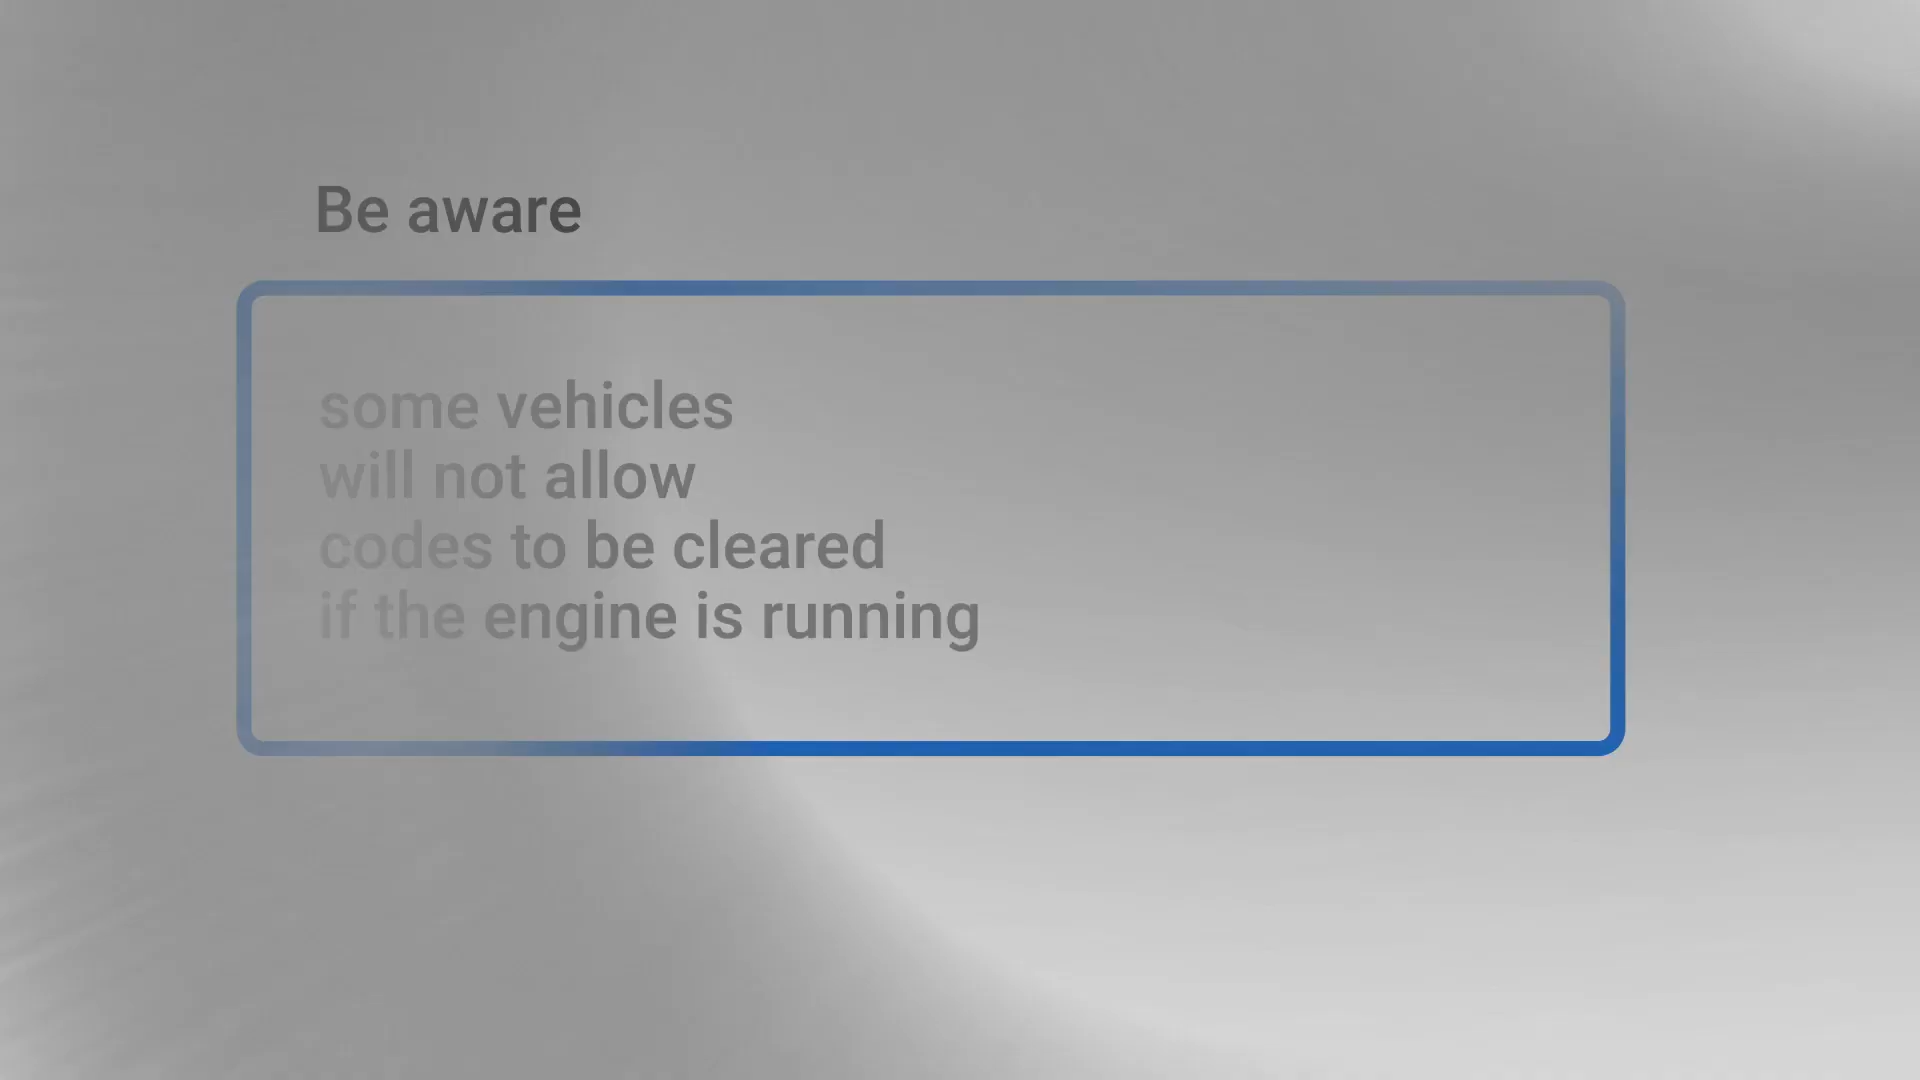 Be aware
some vehicles
will not allow
codes to be cleared
if the engine is running